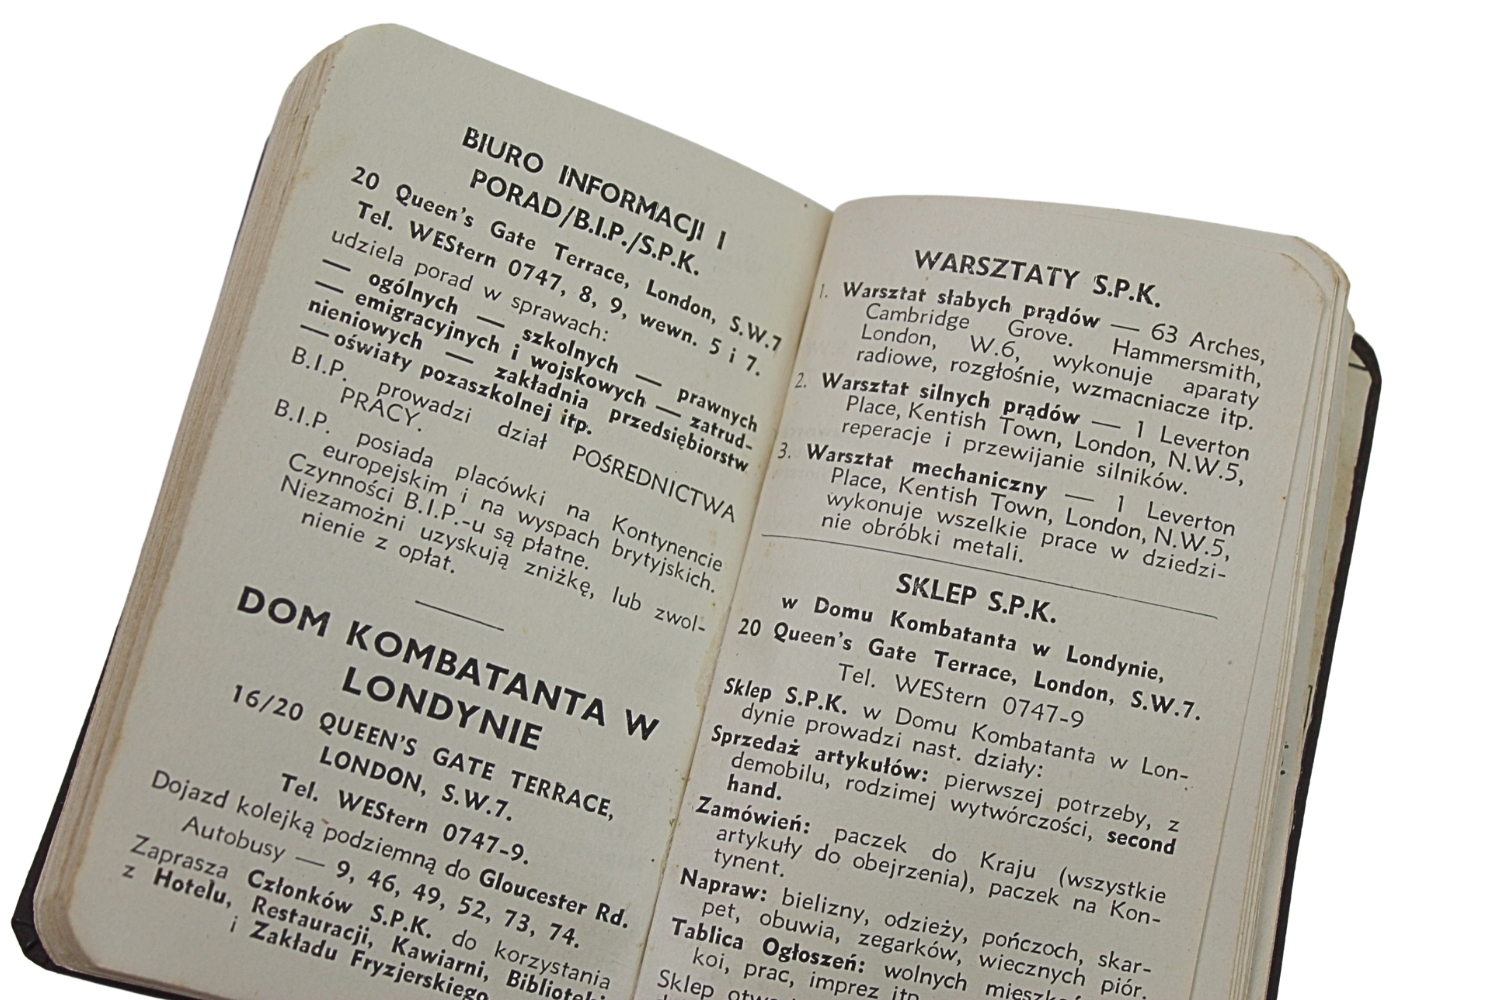 BIURO INFORMACJI I
PORAD/B.I.P./S.P.K.
20 Queen's Gate Terrace, London, S.W.7
Tel. WEStern 0747, 8, 9, wewn. 5 i 7.
udziela porad w sprawach:
— ogólnych — szkolnych — prawnych
— emigracyjnych i wojskowych — zatrud-
nieniowych — zakładnia przedsiębiorstw
— oświaty pozaszkolnej itp.
B.I.P. prowadzi dział POŚREDNICTWA
PRACY.
B.I.P. posiada placówki na Kontynencie
europejskim i na wyspach brytyjskich.
Czynności B.I.P.-u są płatne.
Niezamożni uzyskują zniżkę, lub zwol-
nienie z opłat.
DOM KOMBATANTA W
LONDYNIE
16/20 QUEEN'S GATE TERRACE,
LONDON, S.W.7.
Tel. WEStern 0747-9.
Dojazd kolejką podziemną do Gloucester Rd.
Autobusy — 9, 46, 49, 52, 73, 74.
Zaprasza Członków S.P.K. do korzystania
z Hotelu, Restauracji, Kawiarni, Biblioteki
i Zakładu Fryzjerskiego
WARSZTATY S.P.K.
1. Warsztat słabych prądów — 63 Arches,
Cambridge Grove. Hammersmith,
London, W.6, wykonuje aparaty
radiowe, rozgłośnie, wzmacniacze itp.
2. Warsztat silnych prądów — 1 Leverton
Place, Kentish Town, London, N.W.5,
reperacje i przewijanie silników.
3. Warsztat mechaniczny — 1 Leverton
Place, Kentish Town, London, N.W.5,
wykonuje wszelkie prace w dziedzi-
nie obróbki metali.
SKLEP S.P.K.
w Domu Kombatanta w Londynie,
20 Queen's Gate Terrace, London, S.W.7.
Tel. WEStern 0747-9
Sklep S.P.K. w Domu Kombatanta w Lon-
dynie prowadzi nast. działy:
Sprzedaż artykułów: pierwszej potrzeby, z
demobilu, rodzimej wytwórczości, second
hand.
Zamówień: paczek do Kraju (wszystkie
artykuły do obejrzenia), paczek na Kon-
tynent.
Napraw: bielizny, odzieży, pończoch, skar-
pet, obuwia, zegarków, wiecznych piór.
Tablica Ogłoszeń: wolnych
koi, prac, imprez itp.
Sklep